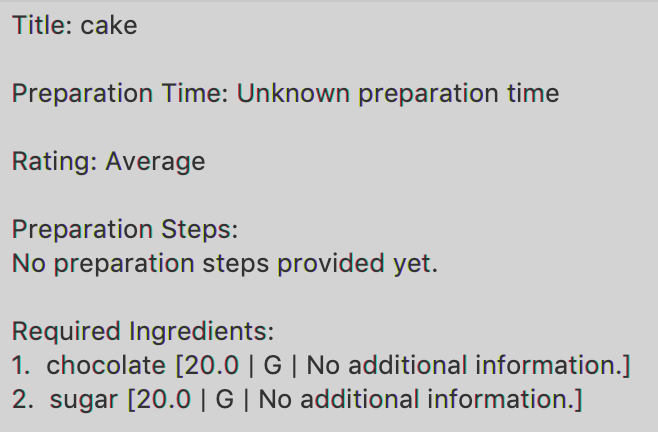 Title: cake
Preparation Time: Unknown preparation time
Rating: Average
Preparation Steps:
No preparation steps provided yet.
Required Ingredients:
1.  chocolate [20.0 | G | No additional information.]
2.  sugar [20.0 | G | No additional information.]